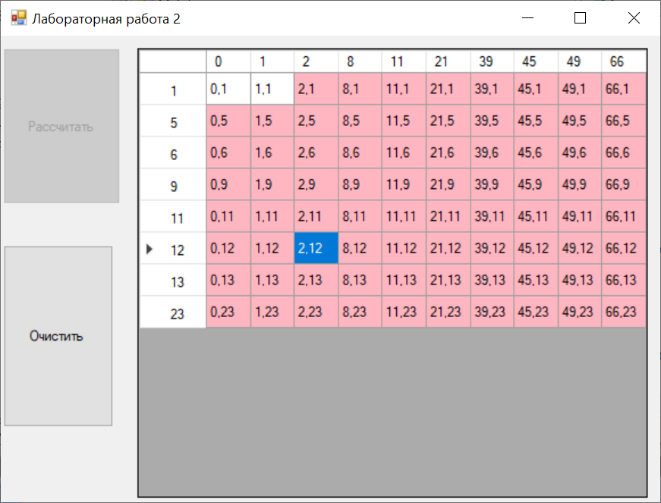 Лабораторная работа 2
Рассчитать
Очистить
0 1 2 8 11 21 39 45 49 66
1 0,1 1,1 2,1 8,1 11,1 21,1 39,1 45,1 49,1 66,1
5 0,5 1,5 2,5 8,5 11,5 21,5 39,5 45,5 49,5 66,5
6 0,6 1,6 2,6 8,6 11,6 21,6 39,6 45,6 49,6 66,6
9 0,9 1,9 2,9 8,9 11,9 21,9 39,9 45,9 49,9 66,9
11 0,11 1,11 2,11 8,11 11,11 21,11 39,11 45,11 49,11 66,11
12 0,12 1,12 2,12 8,12 11,12 21,12 39,12 45,12 49,12 66,12
13 0,13 1,13 2,13 8,13 11,13 21,13 39,13 45,13 49,13 66,13
23 0,23 1,23 2,23 8,23 11,23 21,23 39,23 45,23 49,23 66,23